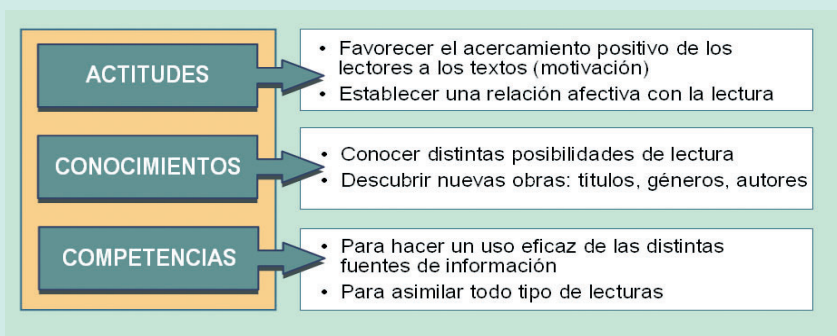 ACTITUDES
• Favorecer el acercamiento positivo de los
lectores a los textos (motivación)
• Establecer una relación afectiva con la lectura
CONOCIMIENTOS
• Conocer distintas posibilidades de lectura
• Descubrir nuevas obras: títulos, géneros, autores
COMPETENCIAS
• Para hacer un uso eficaz de las distintas
fuentes de información
• Para asimilar todo tipo de lecturas